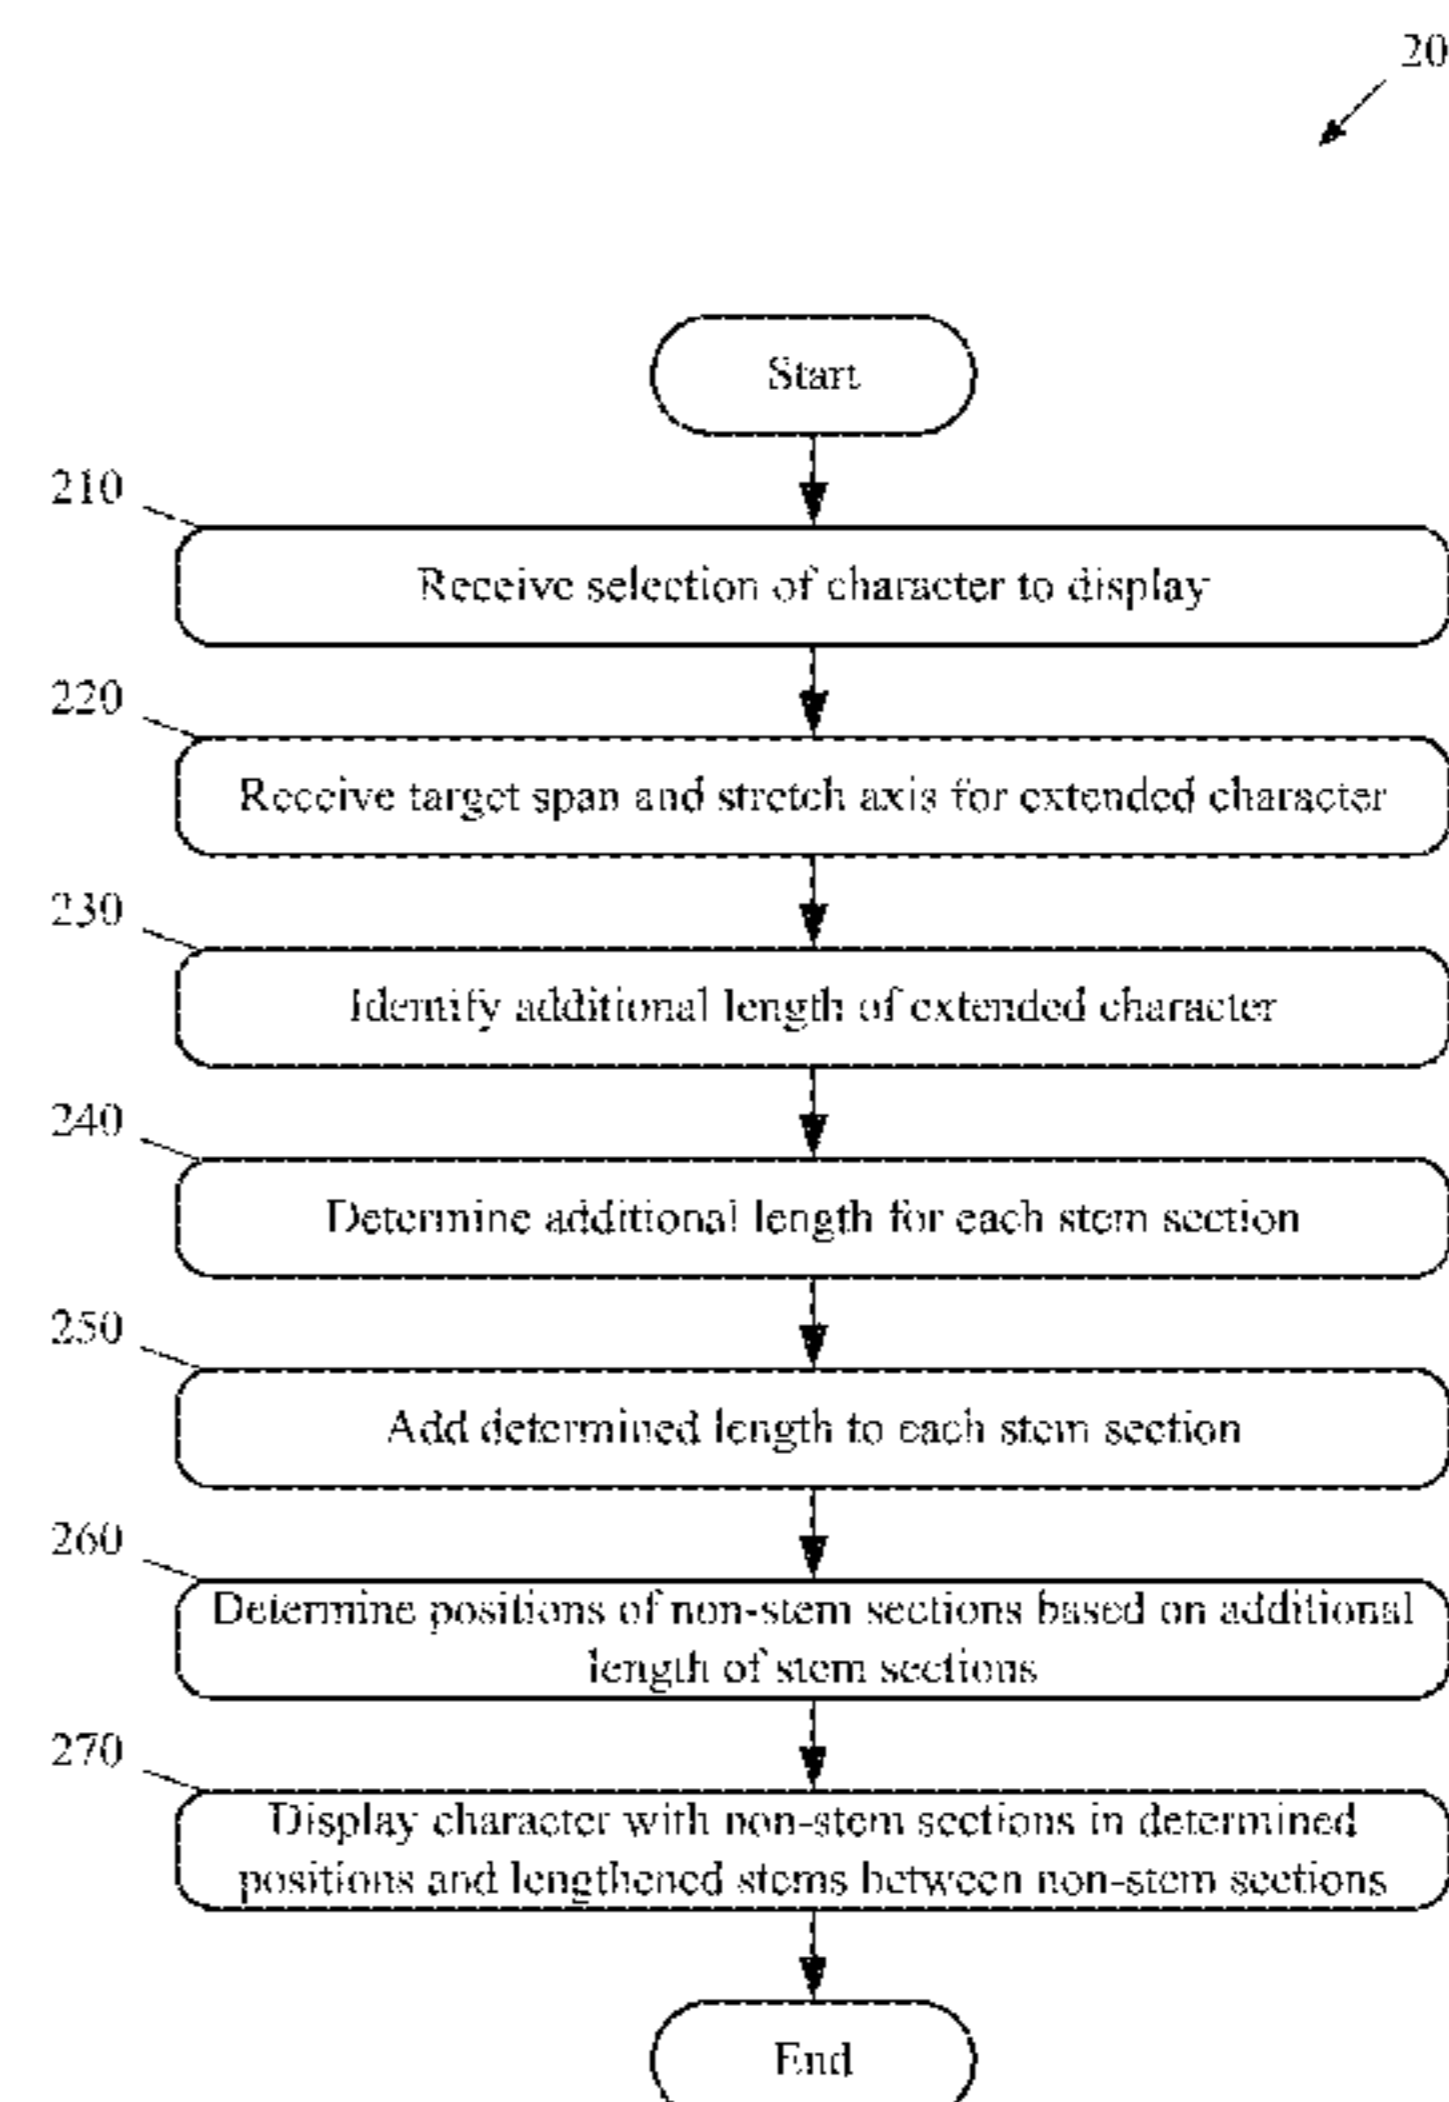 20
Start
210
Receive selection of character to display
220
Receive target span and stretch axis for extended character
230
Identify additional length of extended character
240
Determine additional length for each stem section
250
Add determined length to each stem section
260
Determine positions of non-stem sections based on additional
length of stem sections
270
Display character with non-stem sections in determined
positions and lengthened stems between non-stem sections
End